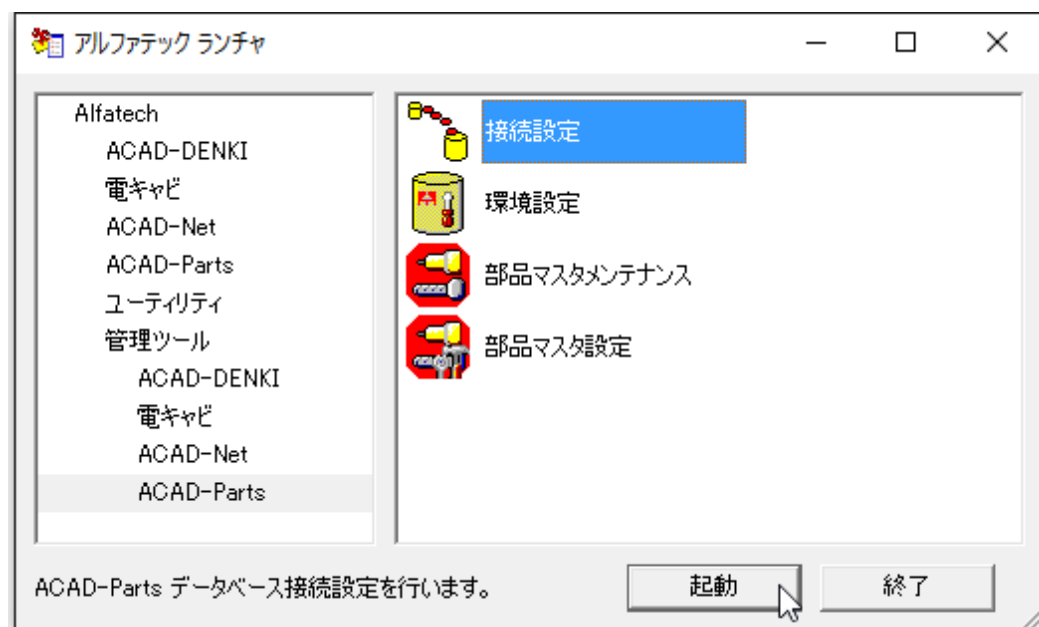 アルファテック ランチャ
Alfatech
ACAD-DENKI
電キャビ
ACAD-Net
ACAD-Parts
ユーティリティ
管理ツール
ACAD-DENKI
電キャビ
ACAD-Net
ACAD-Parts
接続設定
環境設定
部品マスタメンテナンス
部品マスタ設定
ACAD-Parts データベース接続設定を行います。
起動
終了